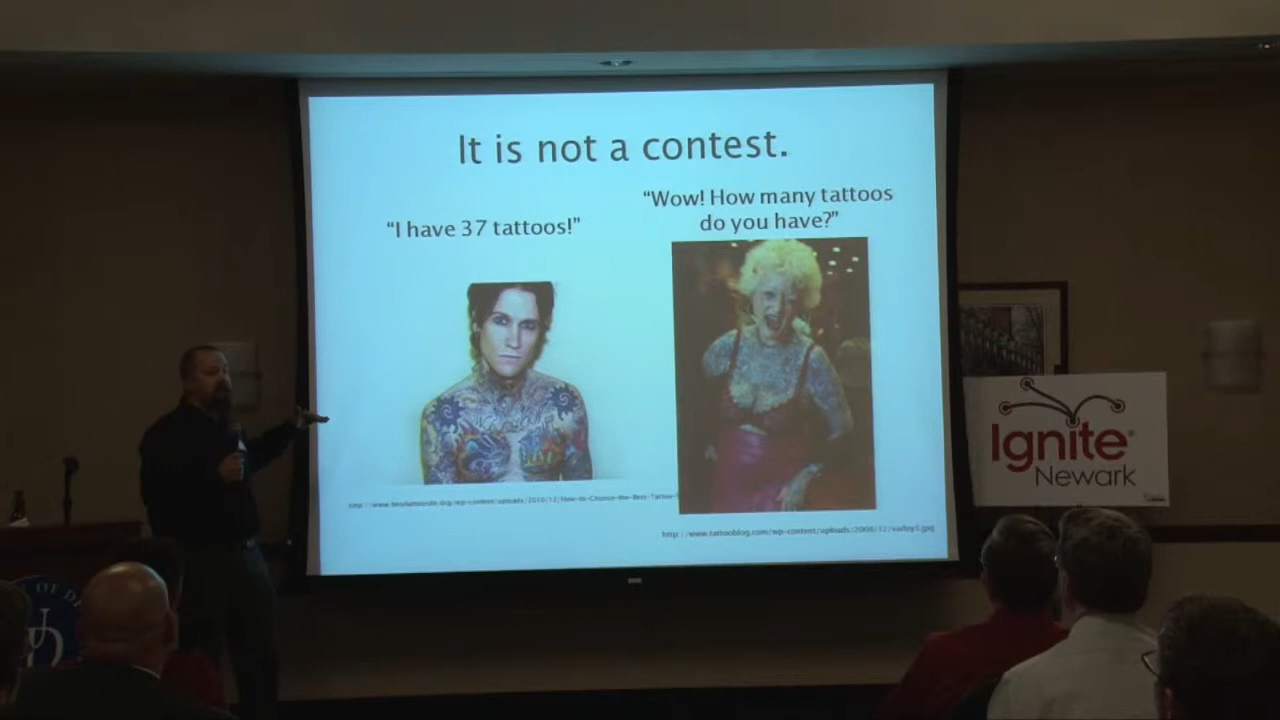 It is not a contest.
“I have 37 tattoos!”
“Wow! How many tattoos
do you have?”
Ignite
Newark